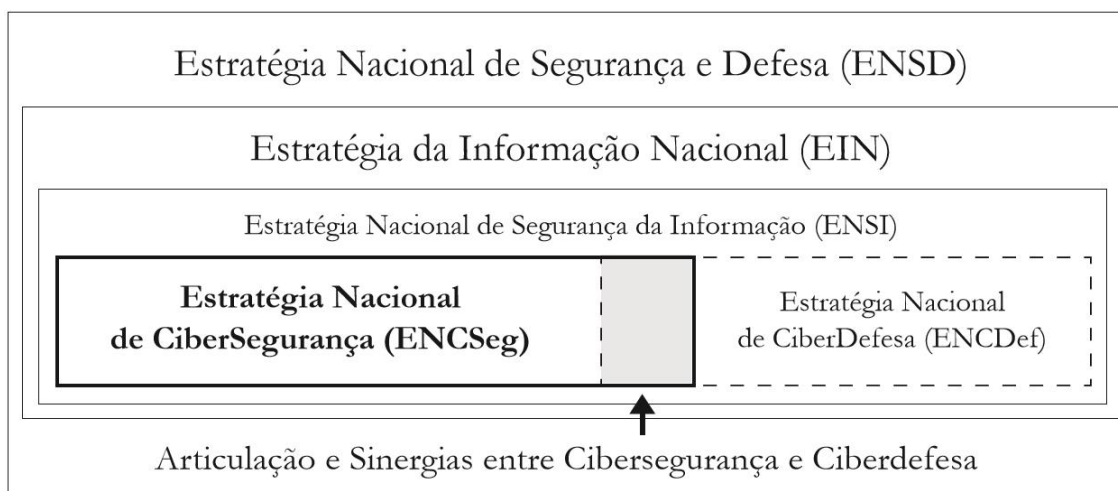 Estratégia Nacional de Segurança e Defesa (ENSD)
Estratégia da Informação Nacional (EIN)
Estratégia Nacional de Segurança da Informação (ENSI)
Estratégia Nacional
de CiberSegurança (ENCSeg)
Estratégia Nacional
de CiberDefesa (ENCDef)
Articulação e Sinergias entre Cibersegurança e Ciberdefesa